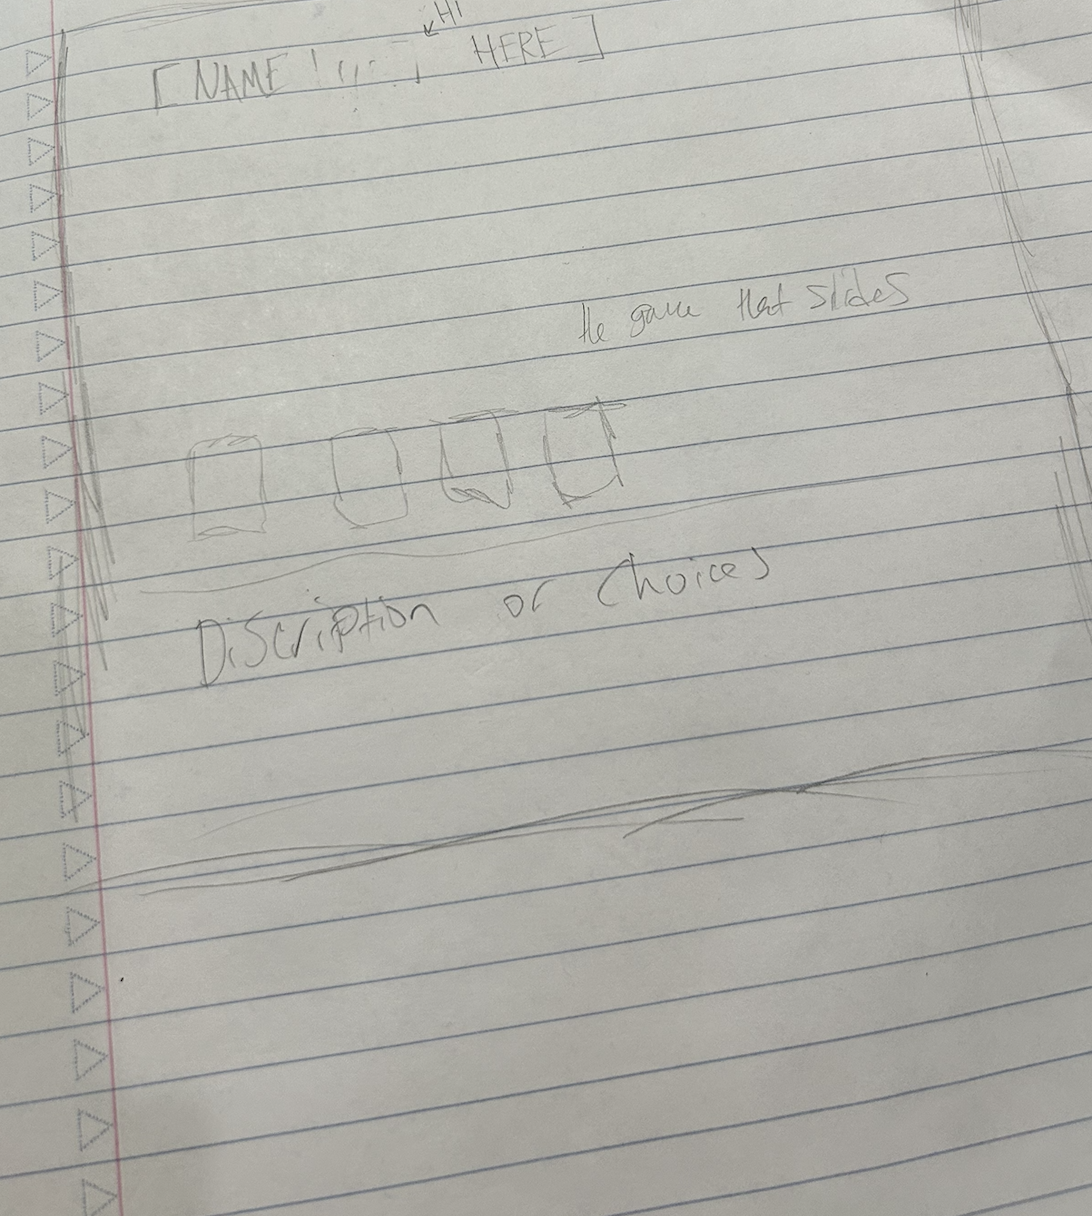 HI
[ NAME HERE ]
the game that slides
DiScription or Choices